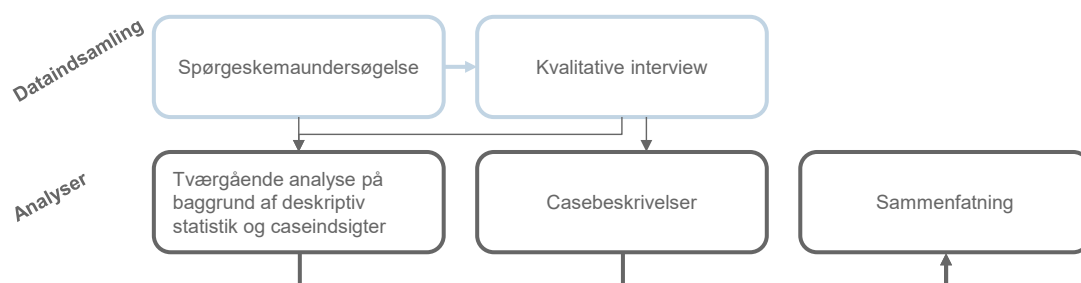 Dataindsamling
Spørgeskemaundersøgelse
Kvalitative interview
Analyser
Tværgående analyse på
baggrund af deskriptiv
statistik og caseindsigter
Casebeskrivelser
Sammenfatning